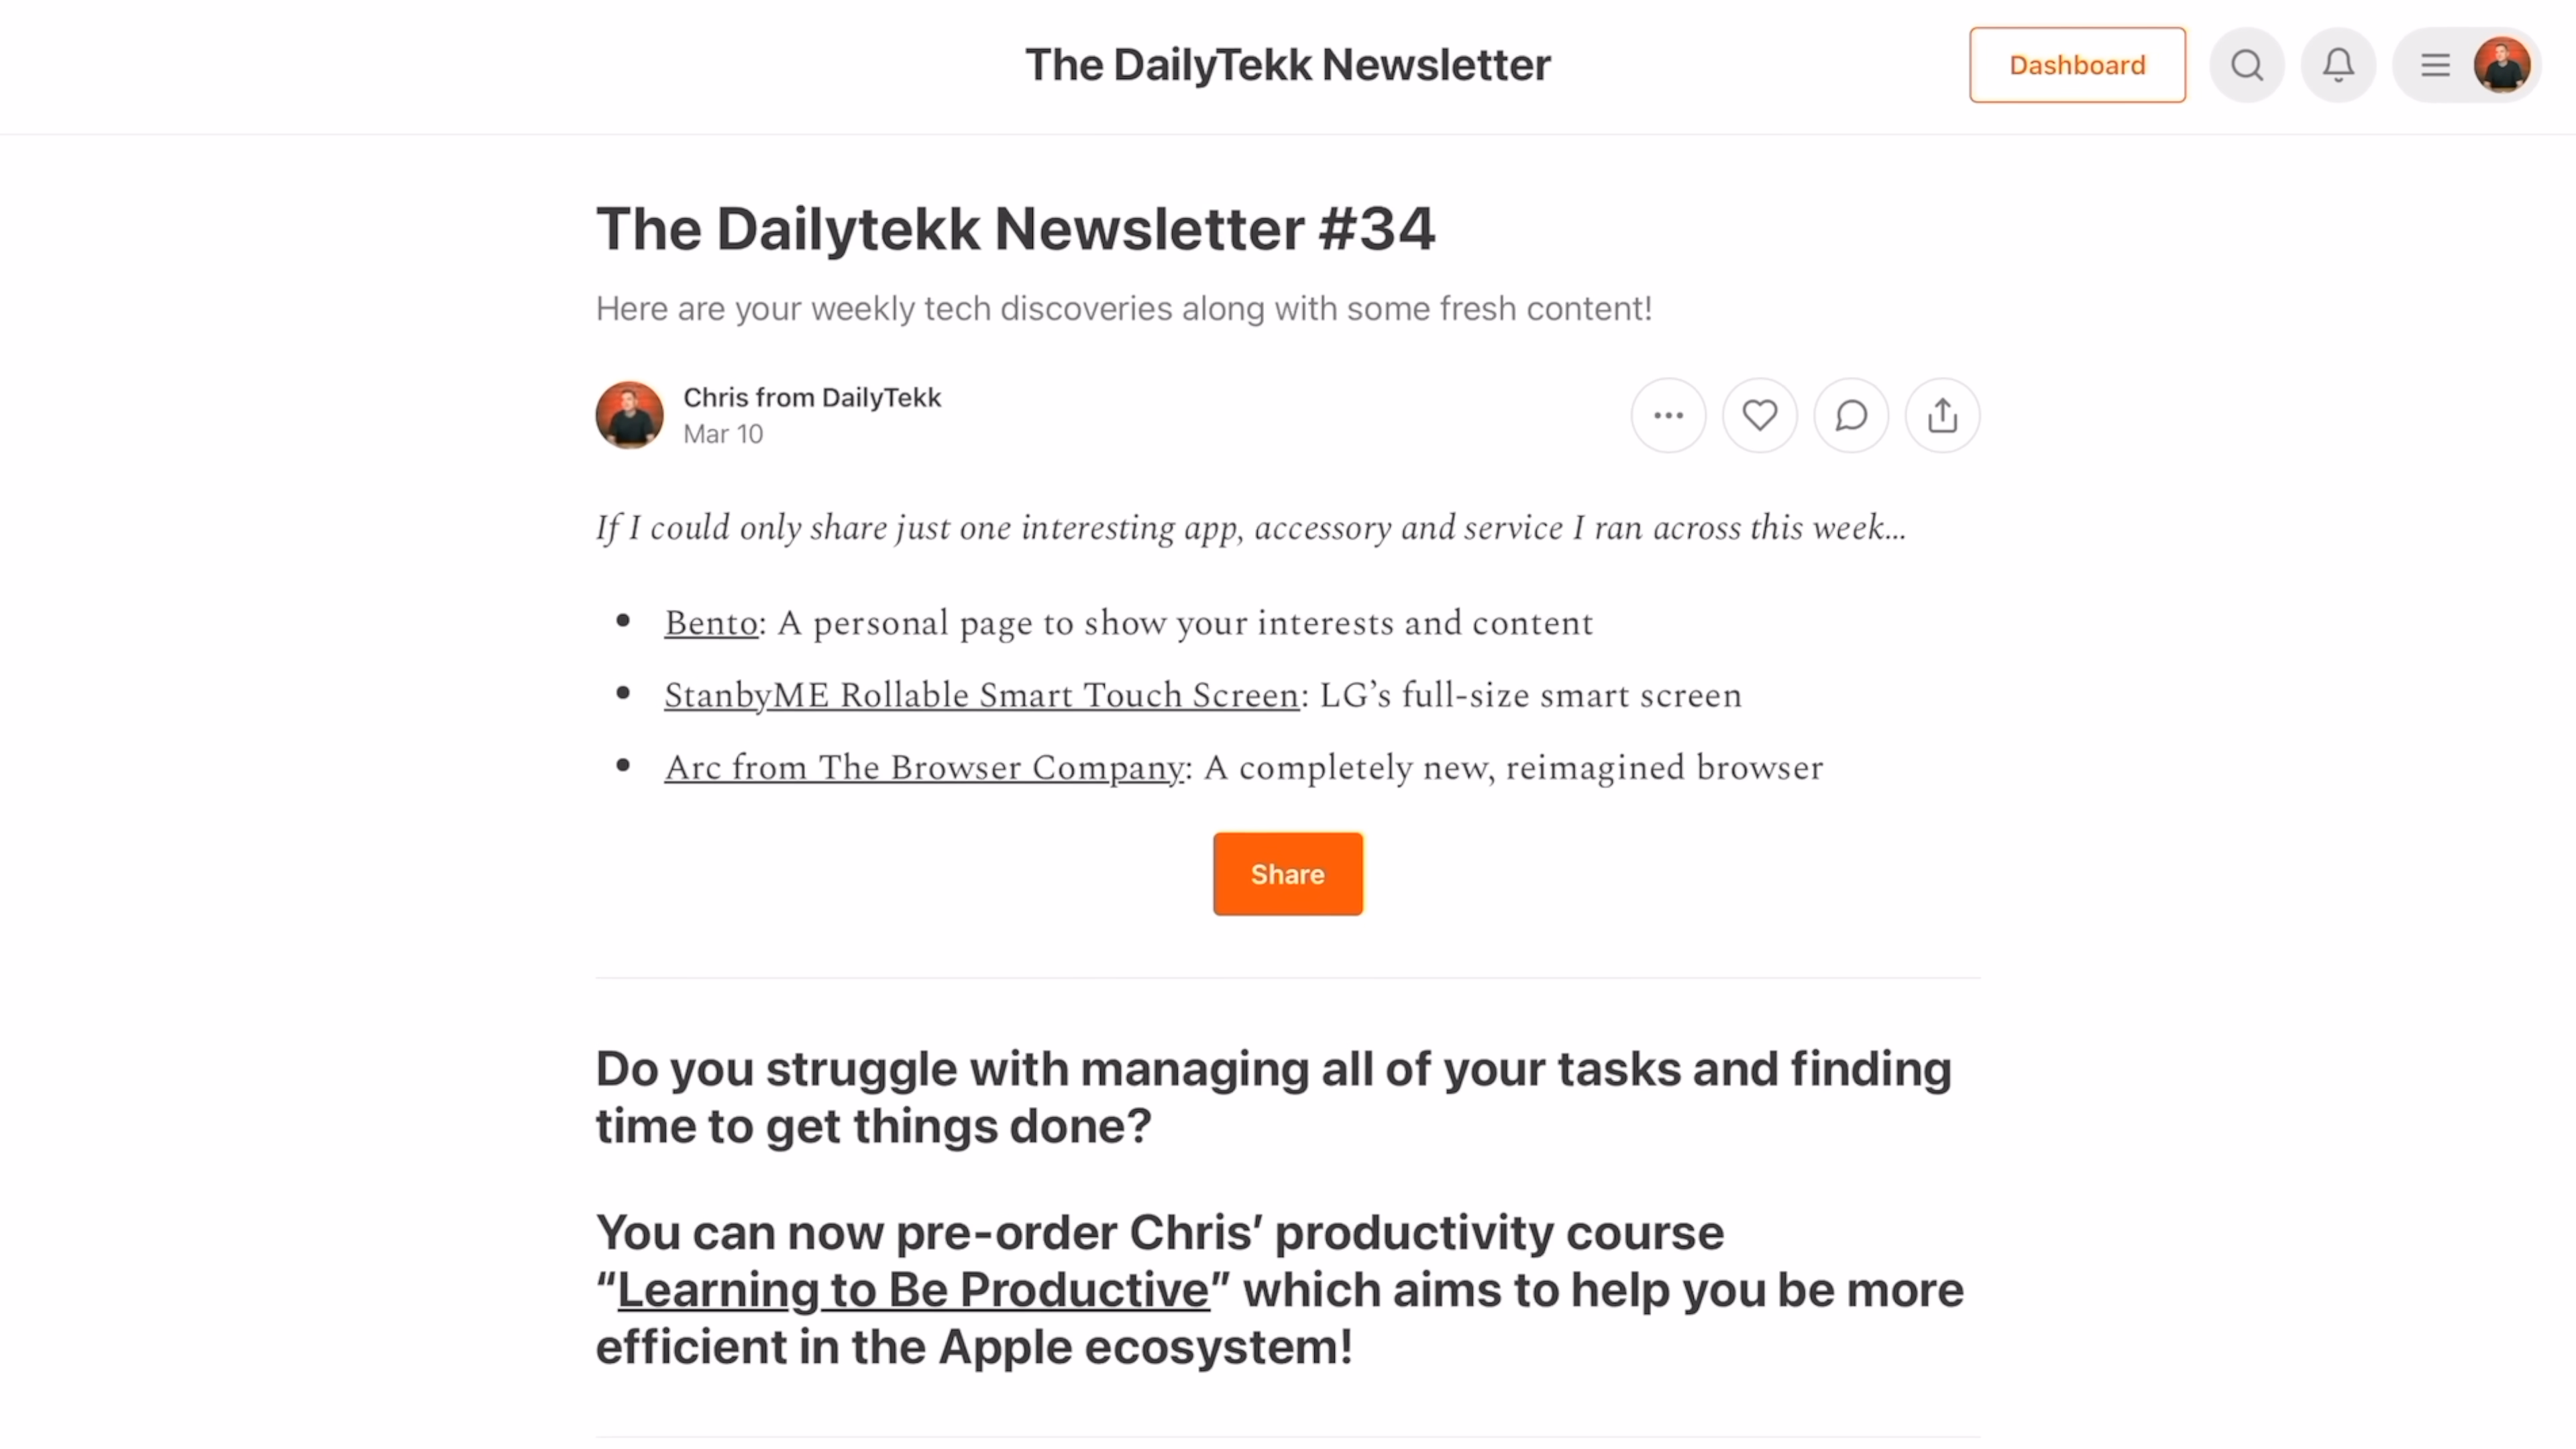 The DailyTekk Newsletter
Dashboard
The Dailytekk Newsletter #34
Here are your weekly tech discoveries along with some fresh content!
Chris from DailyTekk
Mar 10
If I could only share just one interesting app, accessory and service I ran across this week...
• Bento: A personal page to show your interests and content
• StanbyME Rollable Smart Touch Screen: LG’s full-size smart screen
• Arc from The Browser Company: A completely new, reimagined browser
Share
Do you struggle with managing all of your tasks and finding
time to get things done?
You can now pre-order Chris’ productivity course
“Learning to Be Productive” which aims to help you be more
efficient in the Apple ecosystem!